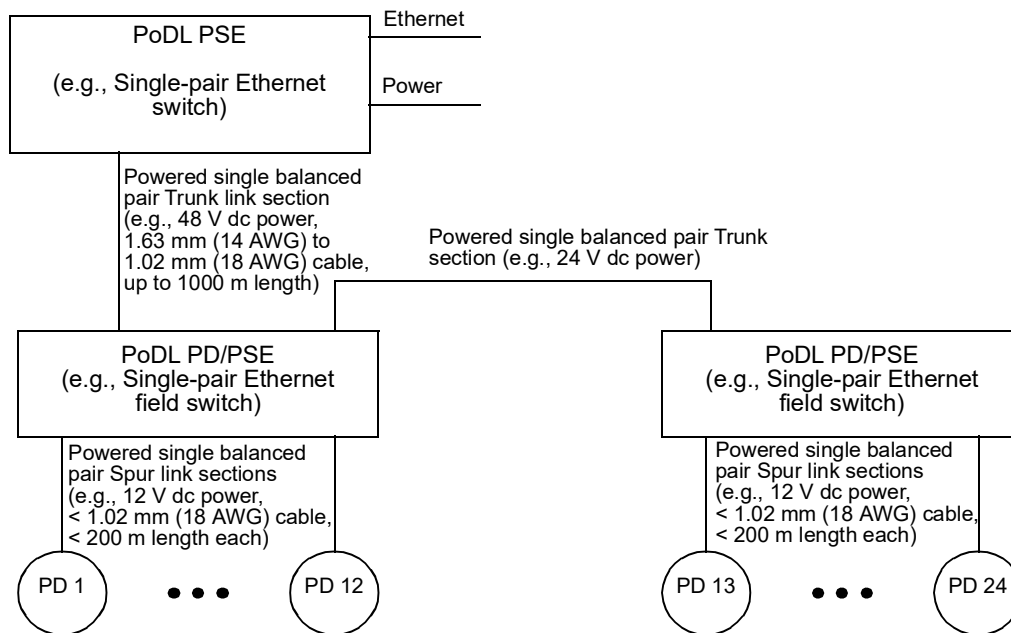 PoDL PSE
(e.g., Single-pair Ethernet
switch)
Ethernet
Power
Powered single balanced
pair Trunk link section
(e.g., 48 V dc power,
1.63 mm (14 AWG) to
1.02 mm (18 AWG) cable,
up to 1000 m length)
Powered single balanced pair Trunk
section (e.g., 24 V dc power)
PoDL PD/PSE
(e.g., Single-pair Ethernet
field switch)
PoDL PD/PSE
(e.g., Single-pair Ethernet
field switch)
Powered single balanced
pair Spur link sections
(e.g., 12 V dc power,
< 1.02 mm (18 AWG) cable,
< 200 m length each)
Powered single balanced
pair Spur link sections
(e.g., 12 V dc power,
< 1.02 mm (18 AWG) cable,
< 200 m length each)
PD 1
PD 12
PD 13
PD 24